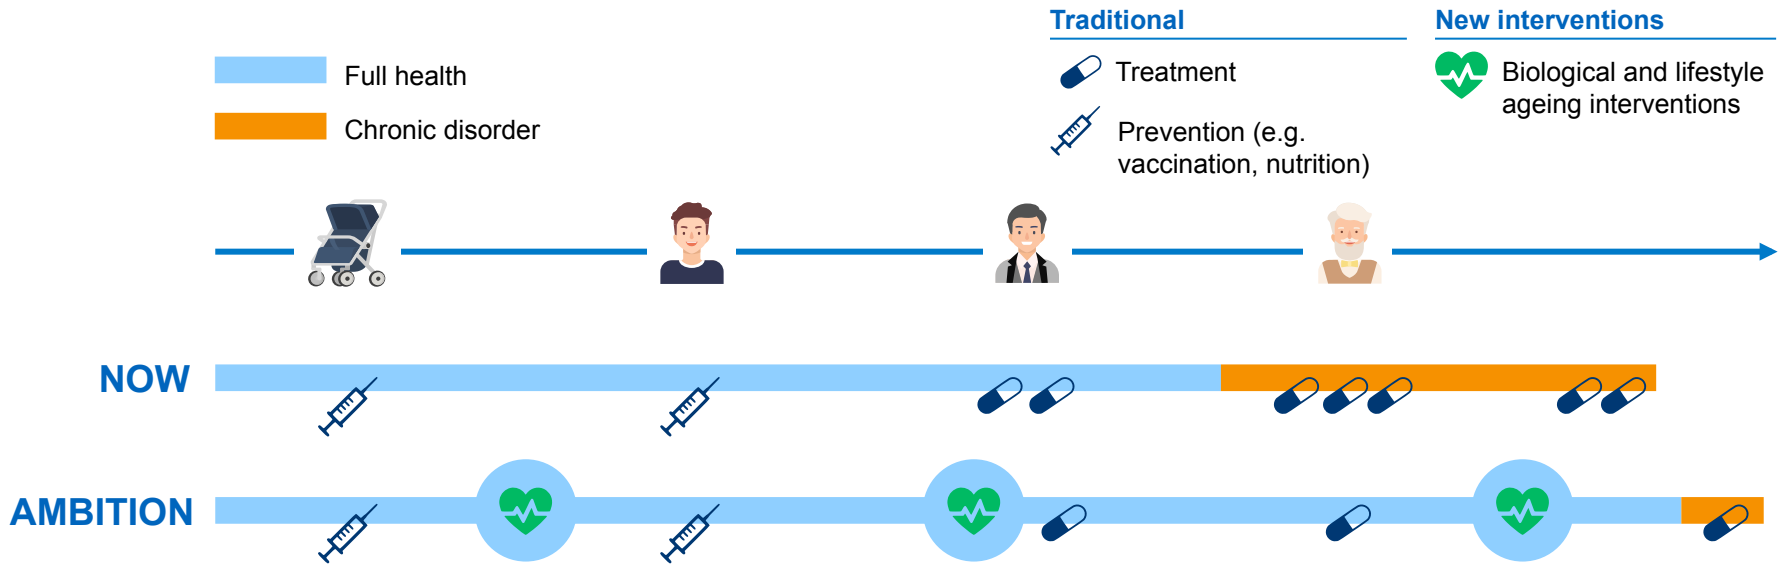 Traditional
New interventions
Full health
Treatment
Biological and lifestyle
ageing interventions
Chronic disorder
Prevention (e.g.
vaccination, nutrition)
NOW
AMBITION